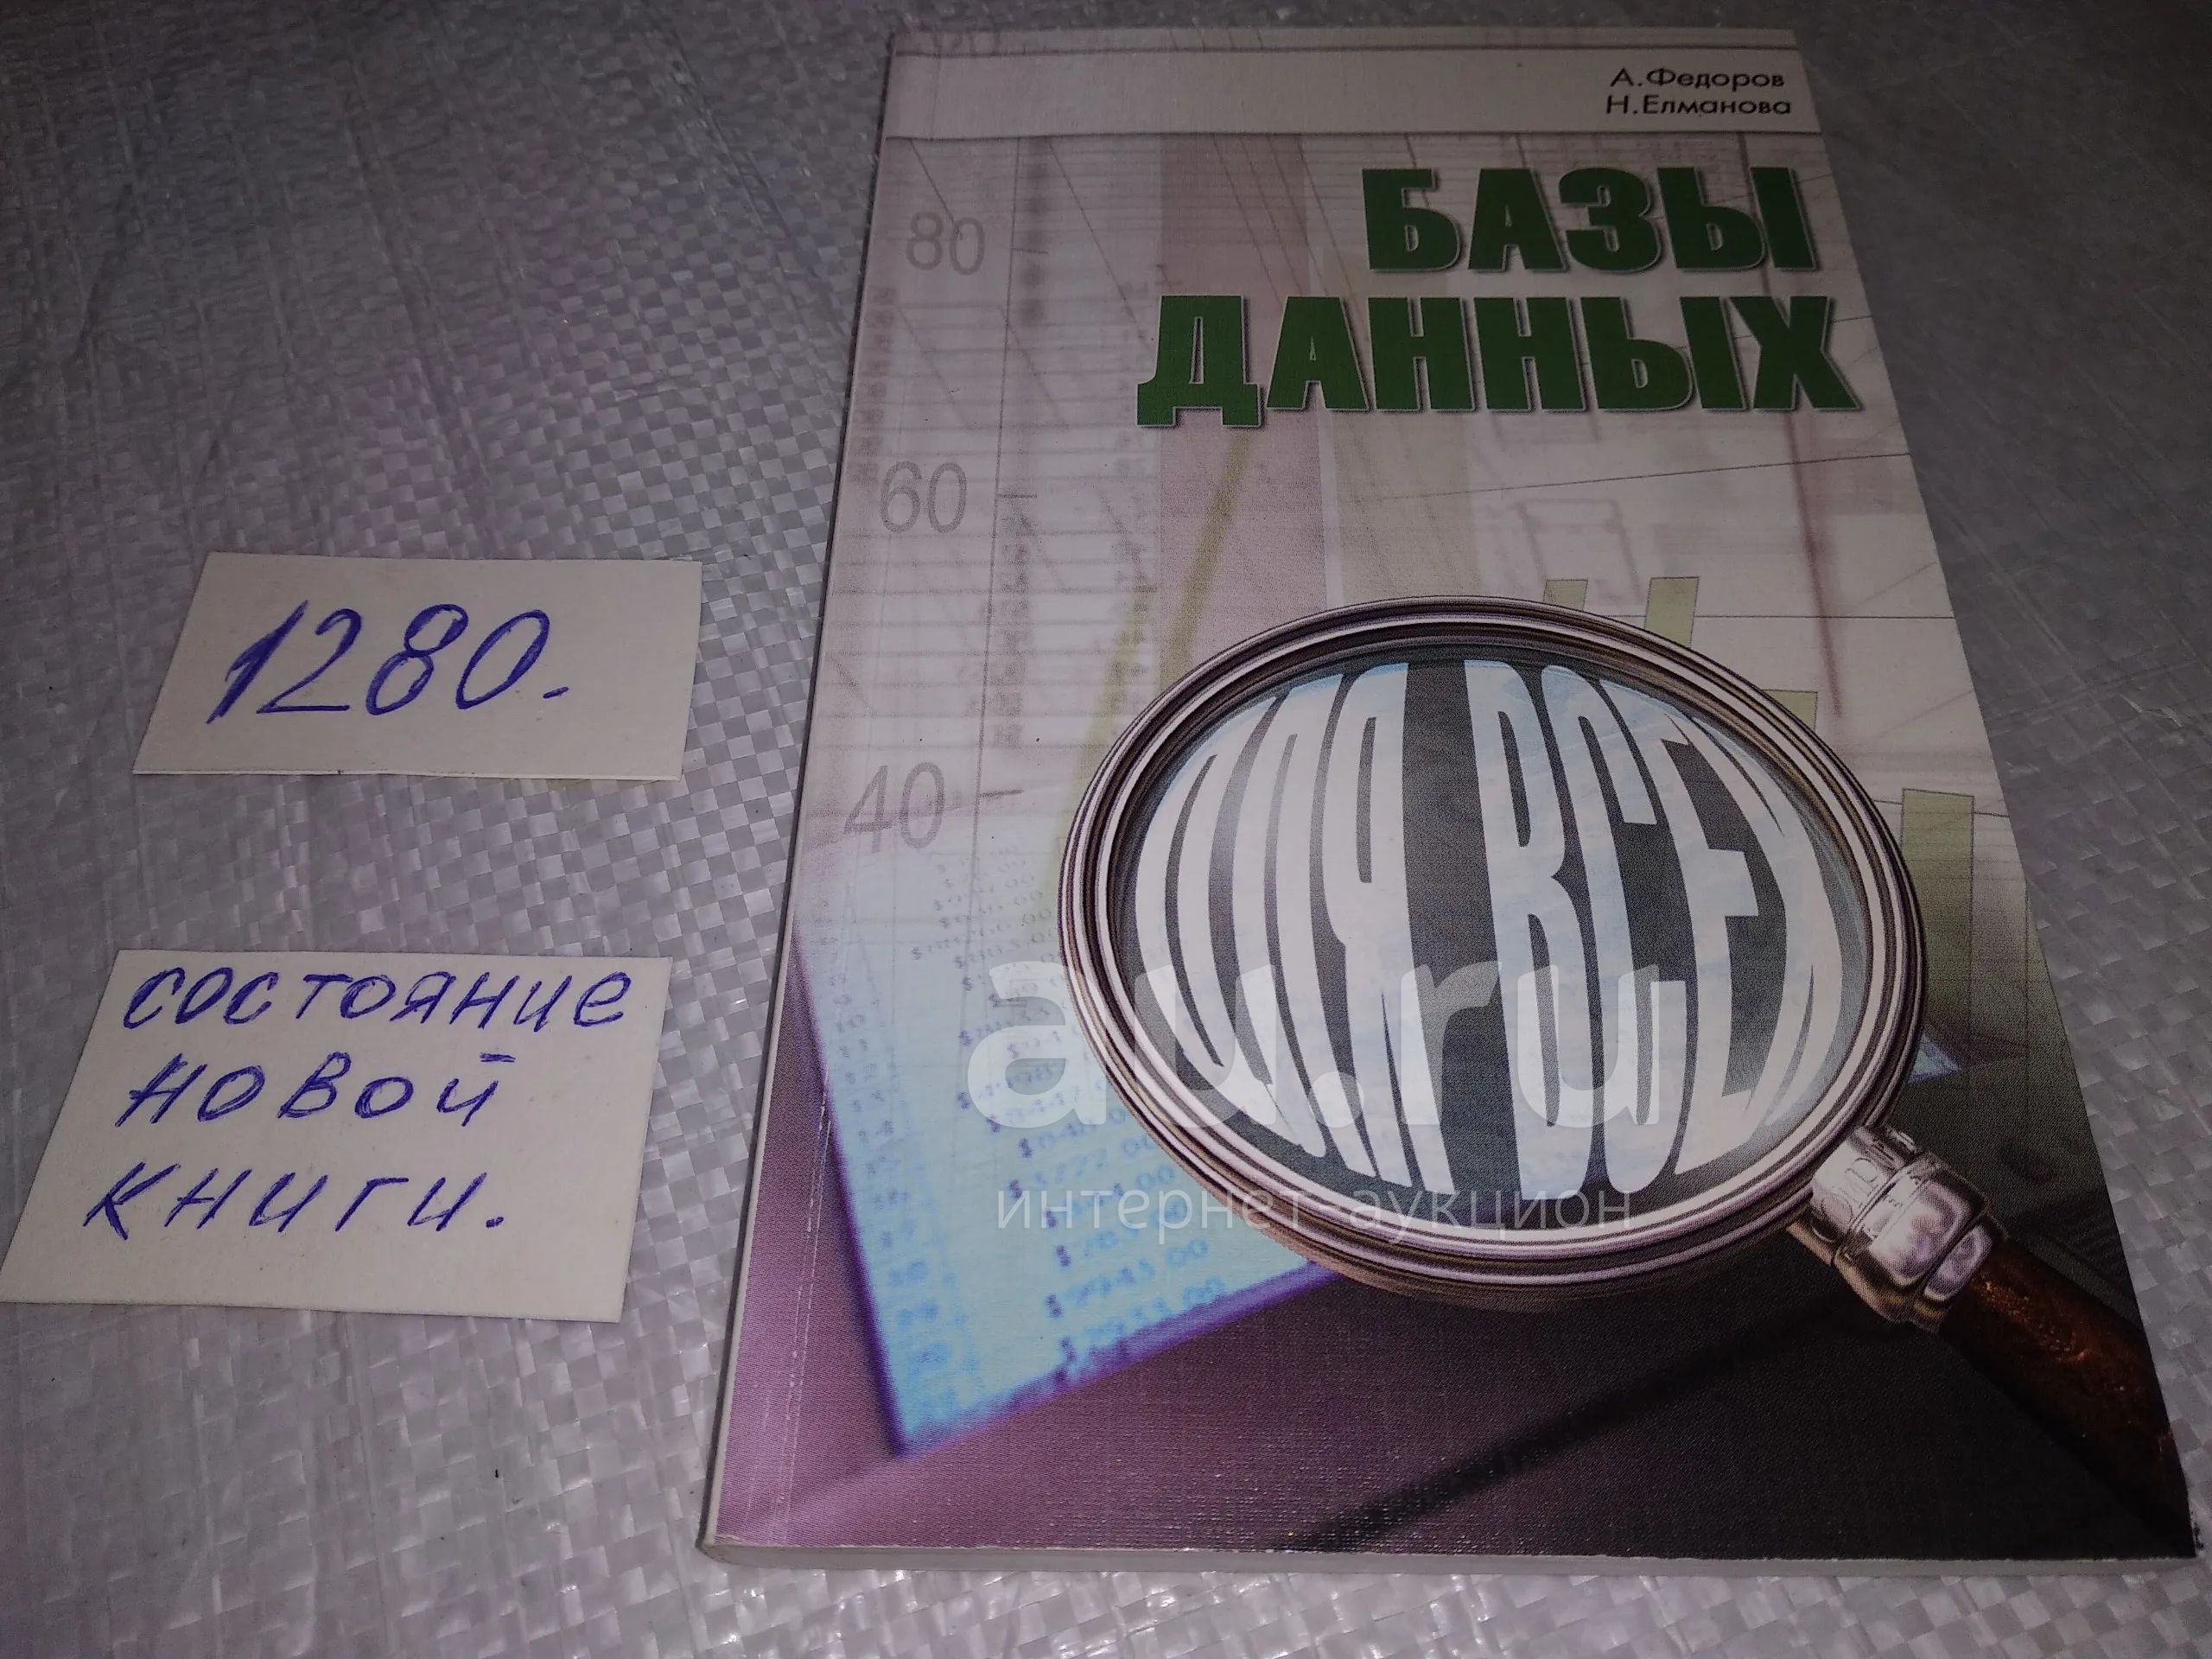 А.Федоров
Н.Елманова
БАЗЫ
ДАННЫХ
80
60
40
ДЛЯ ВСЕХ
1280.
состояние
новой
книги.
au.ru
интернет-аукцион